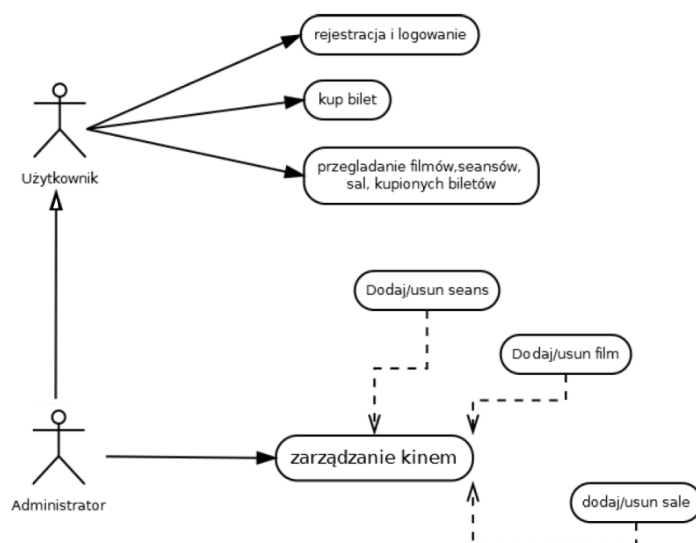 rejestracja i logowanie
kup bilet
przegladanie filmów,seansów,
sal, kupionych biletów
Użytkownik
Dodaj/usun seans
Dodaj/usun film
zarządzanie kinem
Administrator
dodaj/usun sale